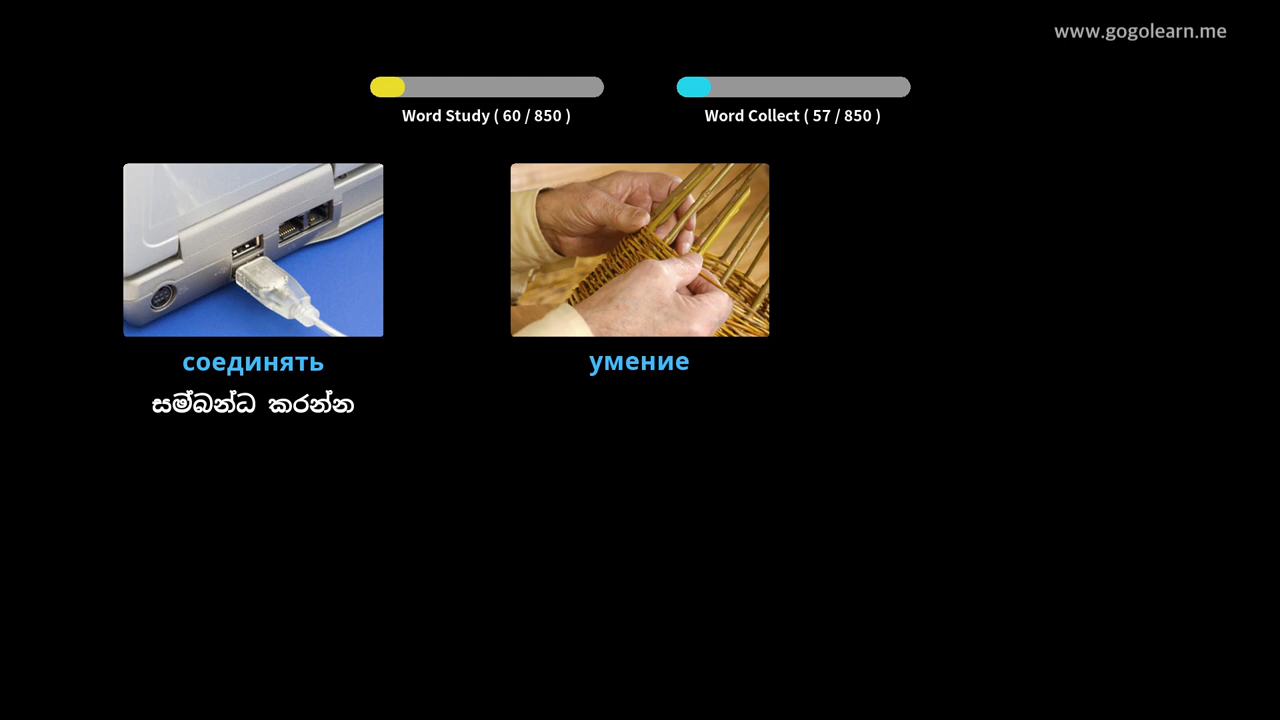 www.gogolearn.me
Word Study ( 60 / 850 )
Word Collect ( 57 / 850 )
соединять
සම්බන්ධ කරන්න
умение